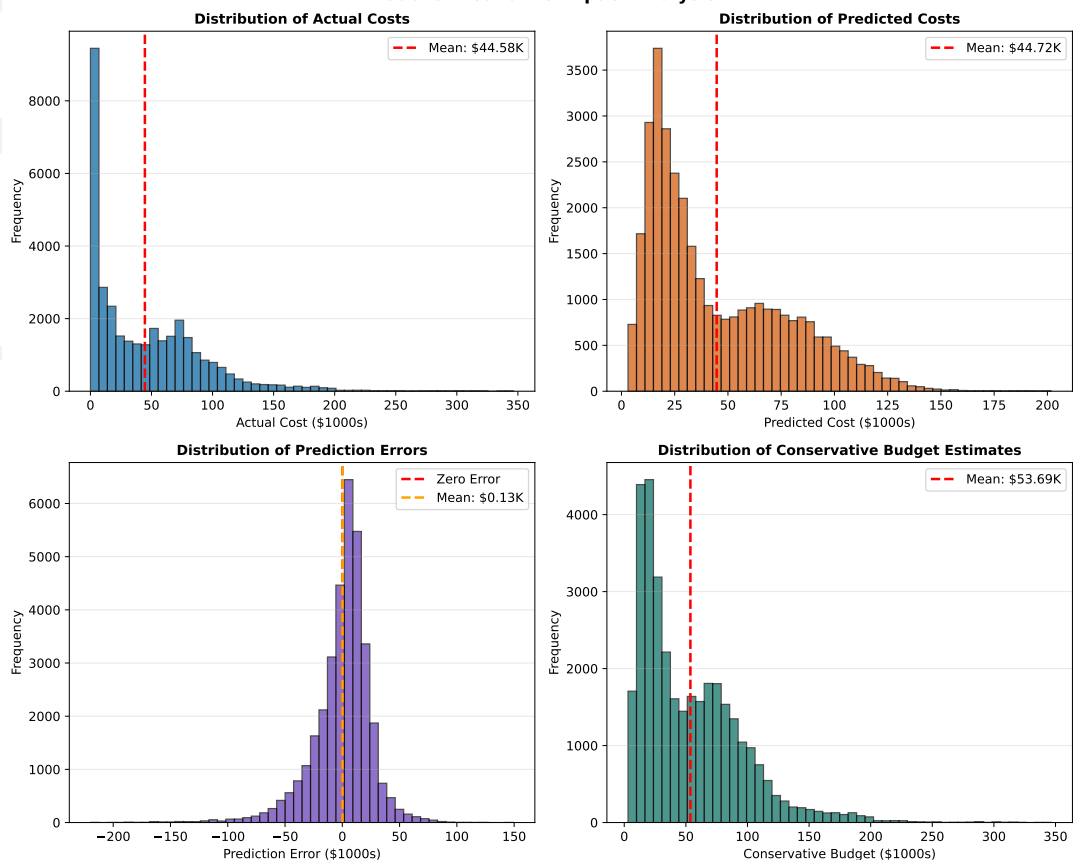 Distribution of Actual Costs
Mean: $44.58K
Frequency
8000
6000
4000
2000
0
0 50 100 150 200 250 300 350
Actual Cost ($1000s)
Distribution of Predicted Costs
Mean: $44.72K
Frequency
3500
3000
2500
2000
1500
1000
500
0
0 25 50 75 100 125 150 175 200
Predicted Cost ($1000s)
Distribution of Prediction Errors
Zero Error
Mean: $0.13K
Frequency
6000
5000
4000
3000
2000
1000
0
−200 −150 −100 −50 0 50 100 150
Prediction Error ($1000s)
Distribution of Conservative Budget Estimates
Mean: $53.69K
Frequency
4000
3000
2000
1000
0
0 50 100 150 200 250 300 350
Conservative Budget ($1000s)